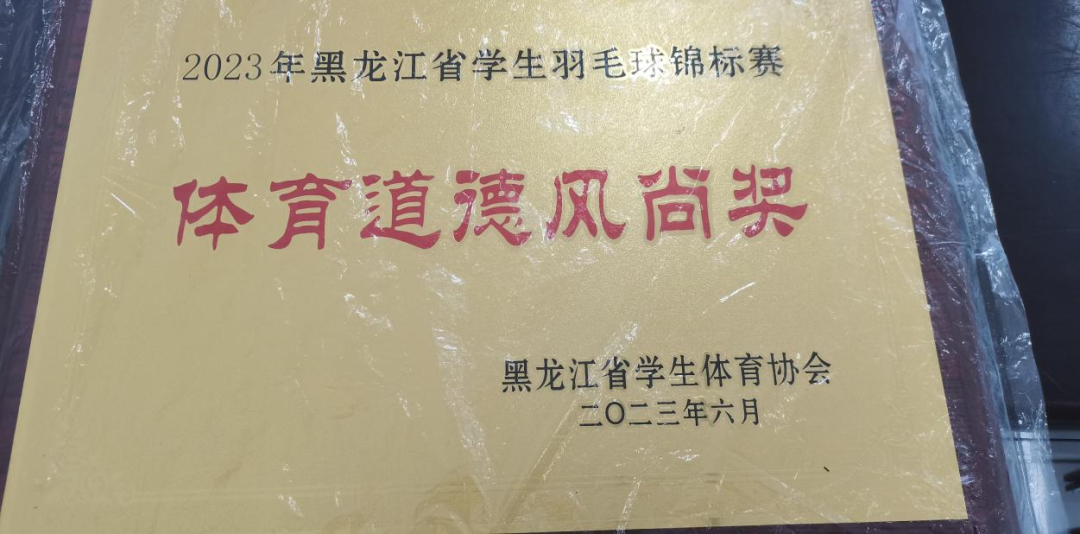 2023年黑龙江省学生羽毛球锦标赛
体育道德风尚奖
黑龙江省学生体育协会
二〇二三年六月